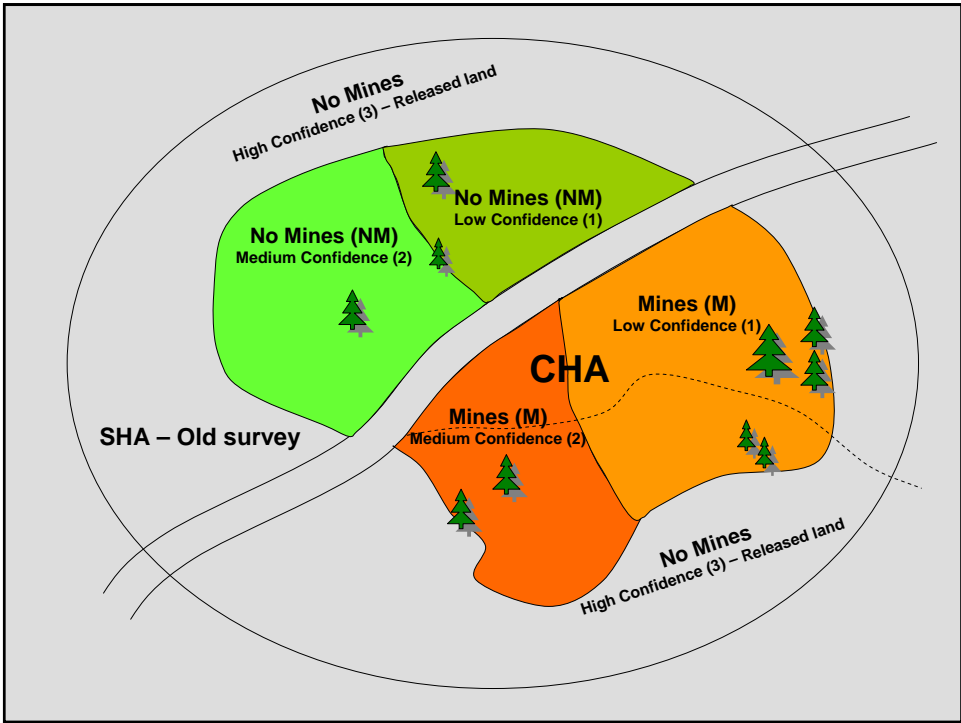 No Mines
High Confidence (3) – Released land
No Mines (NM)
Low Confidence (1)
No Mines (NM)
Medium Confidence (2)
Mines (M)
Low Confidence (1)
CHA
Mines (M)
Medium Confidence (2)
SHA – Old survey
No Mines
High Confidence (3) – Released land